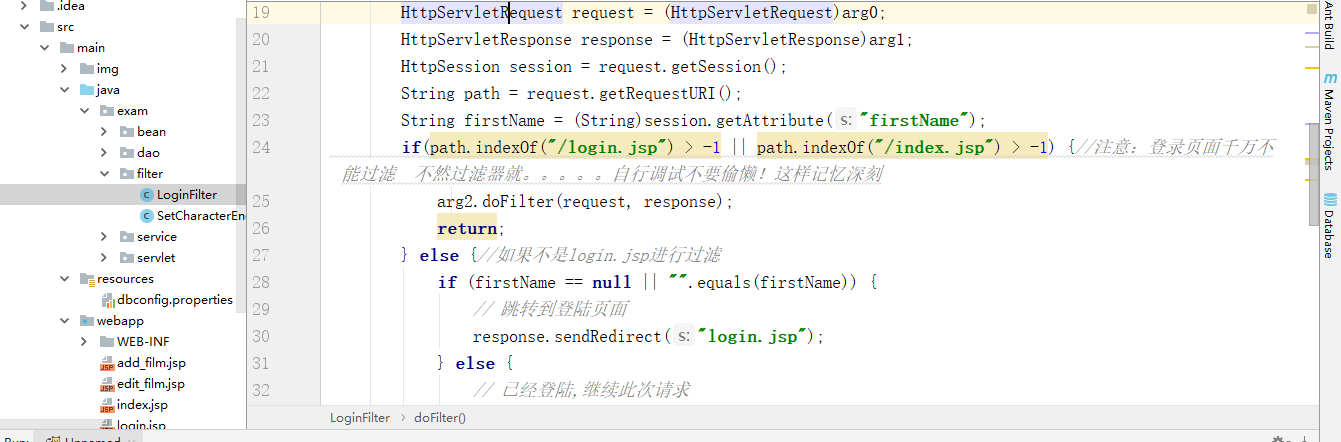 .idea
src
main
img
java
exam
bean
dao
filter
LoginFilter
SetCharacterEn
service
servlet
resources
dbconfig.properties
webapp
WEB-INF
add_film.jsp
edit_film.jsp
index.jsp
login.jsp
19 HttpServletRequest request = (HttpServletRequest)arg0;
20 HttpServletResponse response = (HttpServletResponse)arg1;
21 HttpSession session = request.getSession();
22 String path = request.getRequestURI();
23 String firstName = (String)session.getAttribute( s: "firstName");
24 if(path.indexOf("/login.jsp") > -1 || path.indexOf("/index.jsp") > -1) {//注意：登录页面千万不
能过滤 不然过滤器就。。。。。自行调试不要偷懒！这样记忆深刻
25 arg2.doFilter(request, response);
26 return;
27 } else {//如果不是login.jsp进行过滤
28 if (firstName == null || "".equals(firstName)) {
29 // 跳转到登陆页面
30 response.sendRedirect( s: "login.jsp");
31 } else {
32 // 已经登陆,继续此次请求
LoginFilter › doFilter()
Ant Build
Maven Projects
Database
Run: Unnamed